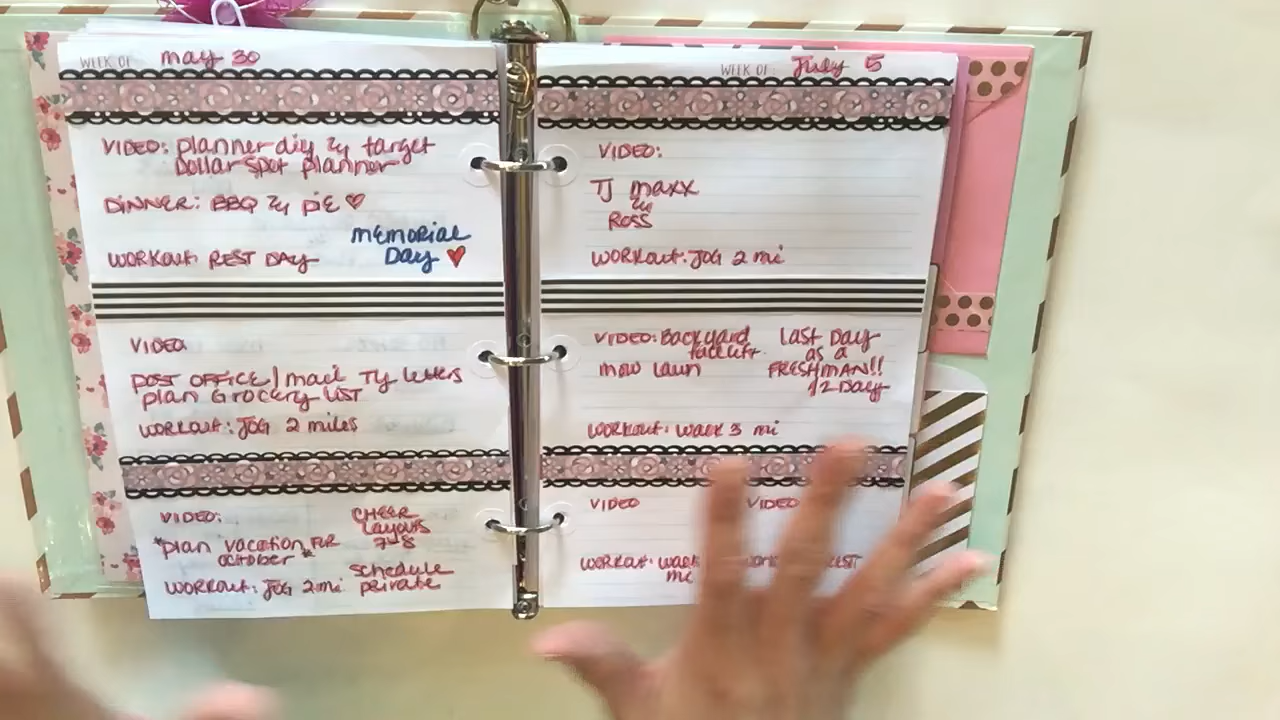 WEEK OF may 30
VIDEO: planner diy w target
Dollar Spot planner
DINNER: BBQ w PIE
memorial
Day
WORKOUT: REST DAY
VIDEO
POST OFFICE/mail TY letters
plan Grocery LIST
WORKOUT: JOG 2 miles
VIDEO:
*plan vacation FOR
october*
WORKOUT: JOG 2 mi
CHEER
Layouts
7-8
schedule
private
WEEK OF: July 5
VIDEO:
TJ maxx
w
ROSS
WORKOUT: JOG 2 mi
VIDEO: Backyard
facelift
mow lawn
Last Day
as a
FRESHMAN!!
1/2 Day
WORKOUT: walk 3 mi
VIDEO
WORKOUT: walk
mi
VIDEO
REST